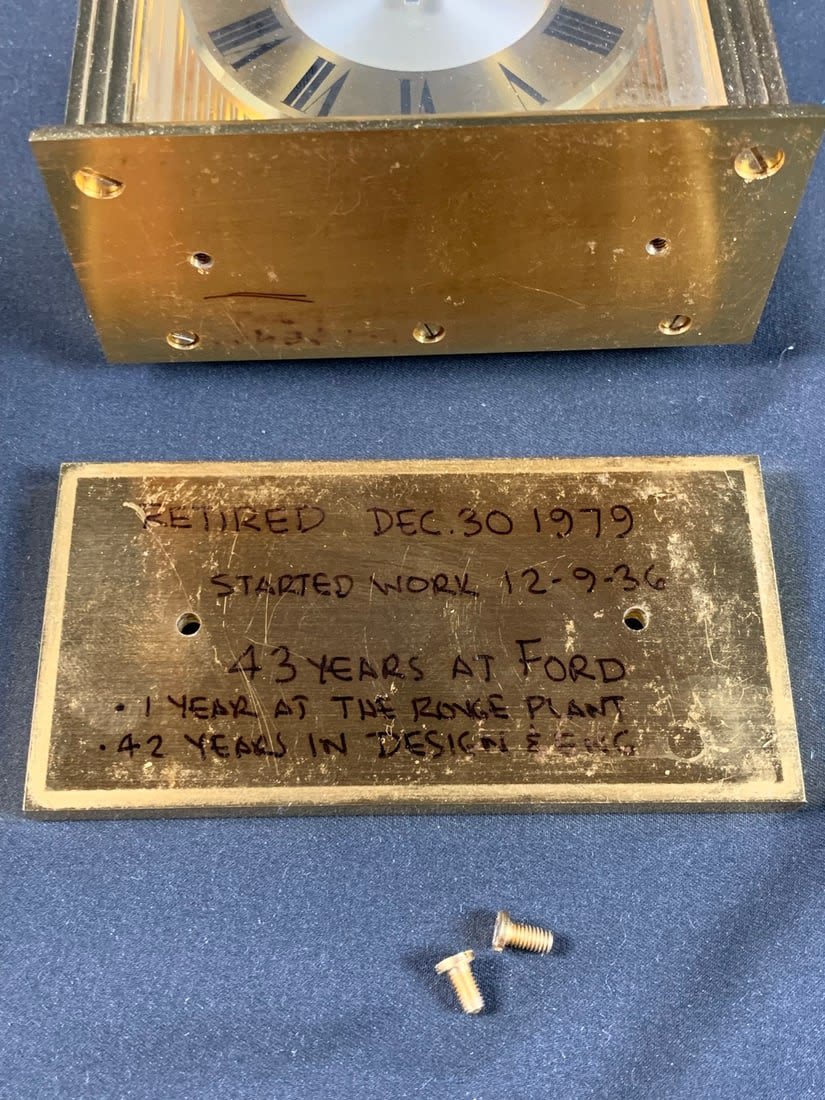 RETIRED DEC. 30 1979
STARTED WORK 12-9-36
43 YEARS AT FORD
· 1 YEAR AT THE ROUGE PLANT
· 42 YEARS IN DESIGN & ENG